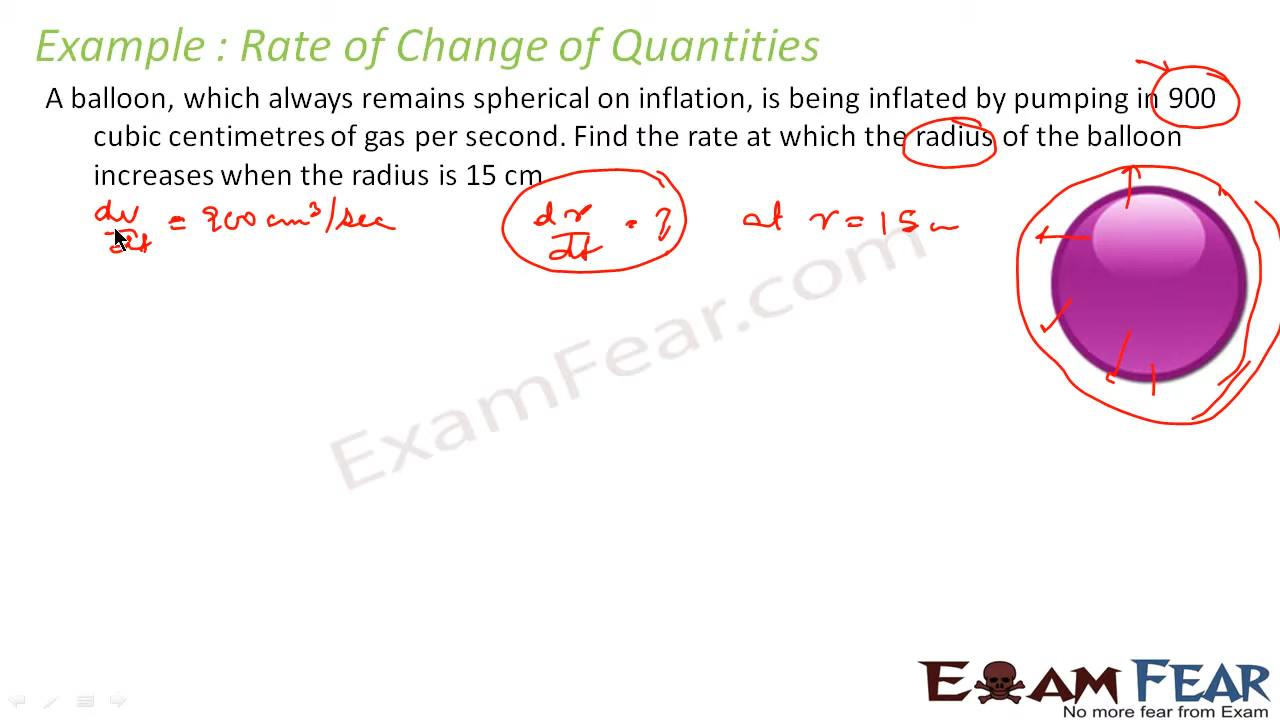 Example : Rate of Change of Quantities
A balloon, which always remains spherical on inflation, is being inflated by pumping in 900
cubic centimetres of gas per second. Find the rate at which the radius of the balloon
increases when the radius is 15 cm
dv/dt = 900 cm³/sec dr/dt = ? at r = 15 cm
ExamFear.com
EXAM FEAR
No more fear from Exam